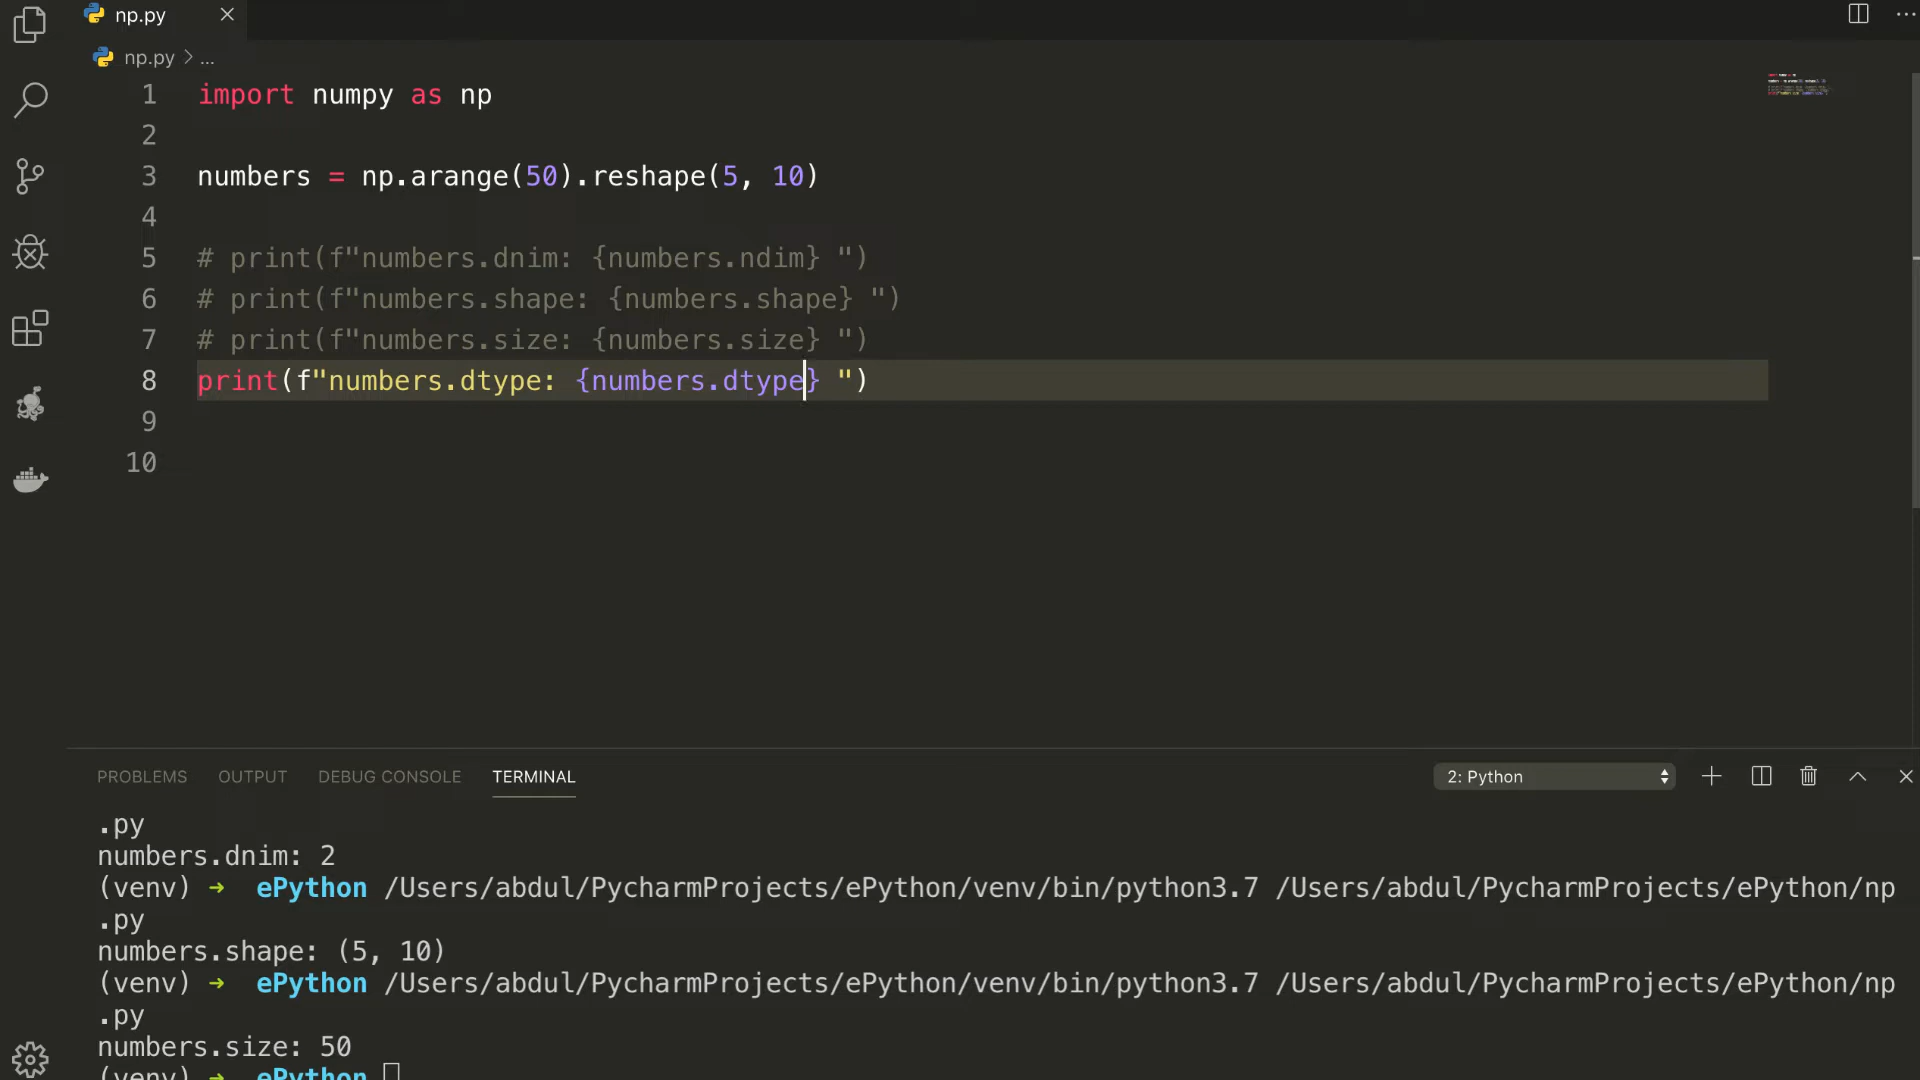 np.py
np.py > ...
1 import numpy as np
2
3 numbers = np.arange(50).reshape(5, 10)
4
5 # print(f"numbers.dnim: {numbers.ndim} ")
6 # print(f"numbers.shape: {numbers.shape} ")
7 # print(f"numbers.size: {numbers.size} ")
8 print(f"numbers.dtype: {numbers.dtype} ")
9
10
PROBLEMS OUTPUT DEBUG CONSOLE TERMINAL 2: Python
.py
numbers.dnim: 2
(venv) ➜ ePython /Users/abdul/PycharmProjects/ePython/venv/bin/python3.7 /Users/abdul/PycharmProjects/ePython/np
.py
numbers.shape: (5, 10)
(venv) ➜ ePython /Users/abdul/PycharmProjects/ePython/venv/bin/python3.7 /Users/abdul/PycharmProjects/ePython/np
.py
numbers.size: 50
(venv) ➜ ePython